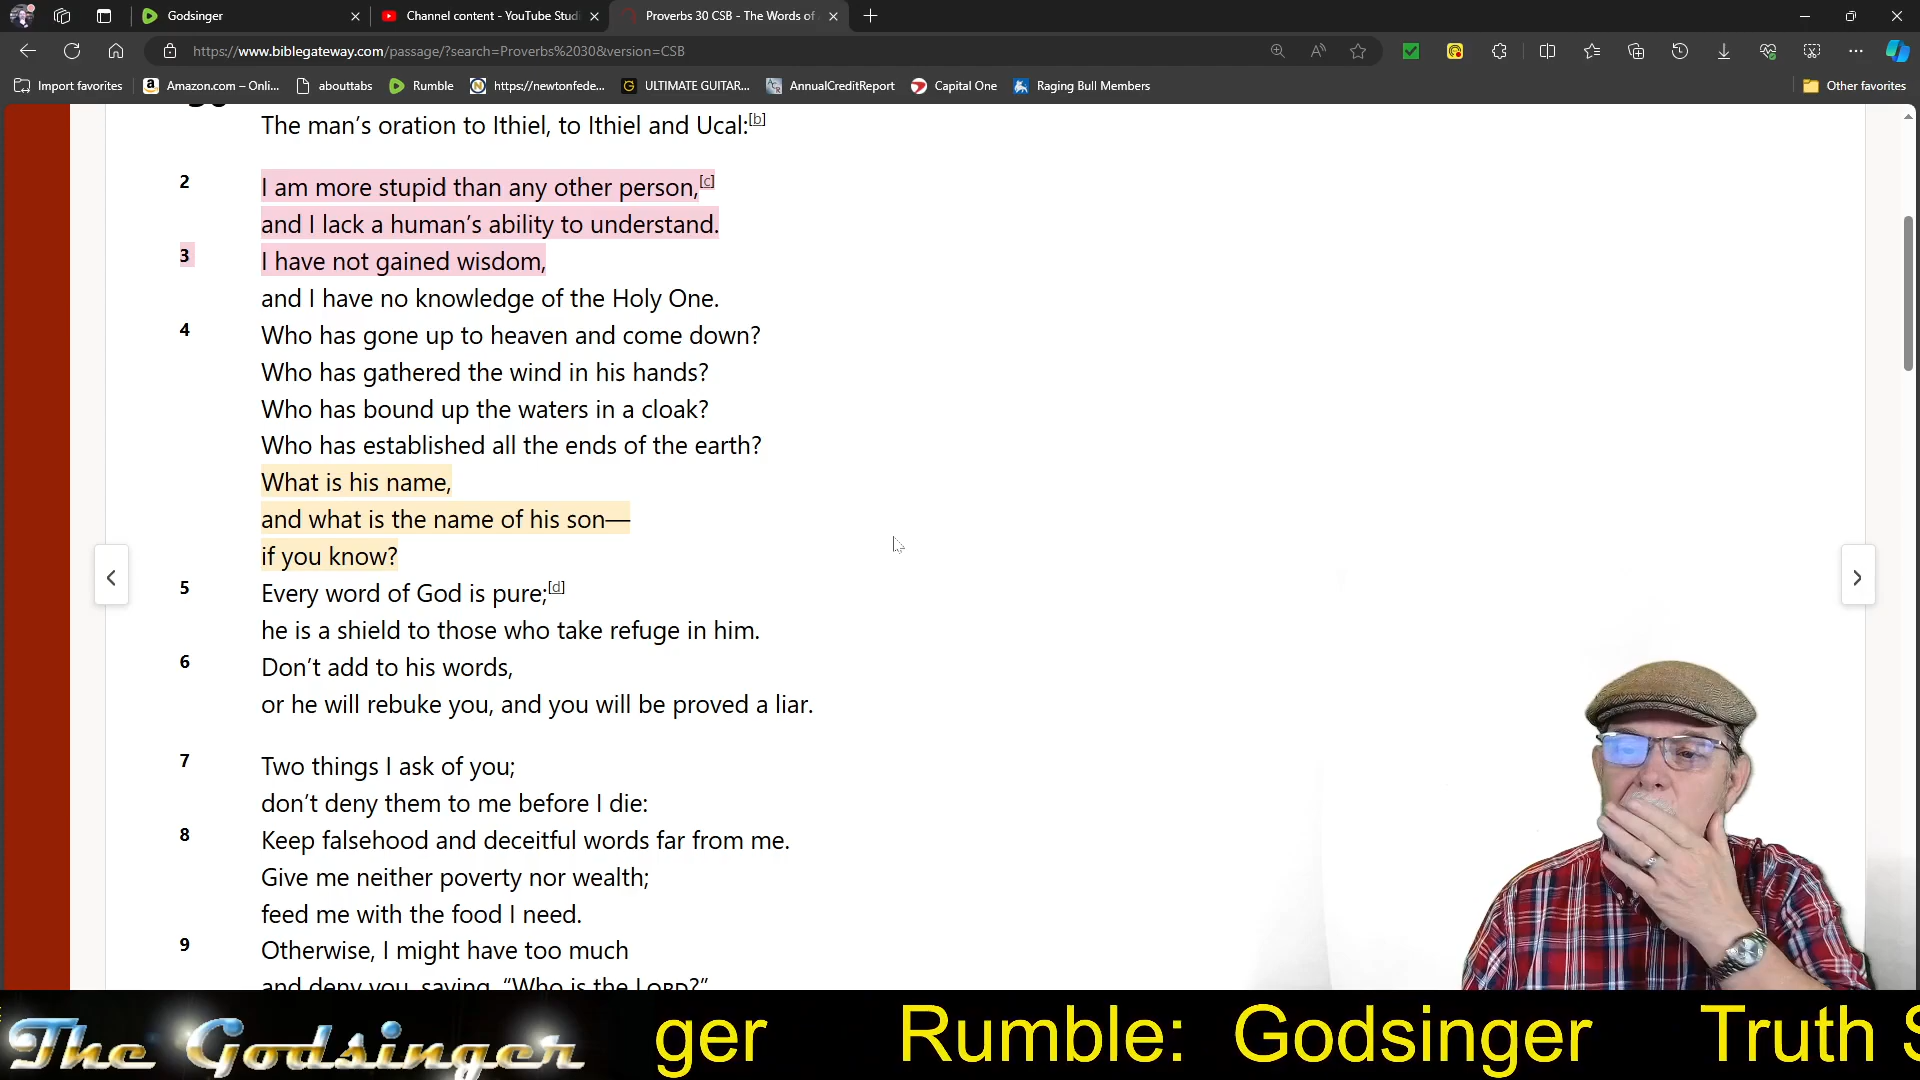 Godsinger
Channel content - YouTube Studi
Proverbs 30 CSB - The Words of
https://www.biblegateway.com/passage/?search=Proverbs%2030&version=CSB
Import favorites
Amazon.com – Onli...
abouttabs
Rumble
https://newtonfede...
ULTIMATE GUITAR...
AnnualCreditReport
Capital One
Raging Bull Members
Other favorites
The man's oration to Ithiel, to Ithiel and Ucal:[b]
2 I am more stupid than any other person,[c]
and I lack a human's ability to understand.
3 I have not gained wisdom,
and I have no knowledge of the Holy One.
4 Who has gone up to heaven and come down?
Who has gathered the wind in his hands?
Who has bound up the waters in a cloak?
Who has established all the ends of the earth?
What is his name,
and what is the name of his son—
if you know?
5 Every word of God is pure;[d]
he is a shield to those who take refuge in him.
6 Don't add to his words,
or he will rebuke you, and you will be proved a liar.
7 Two things I ask of you;
don't deny them to me before I die:
8 Keep falsehood and deceitful words far from me.
Give me neither poverty nor wealth;
feed me with the food I need.
9 Otherwise, I might have too much
and deny you, saying, “Who is the LORD?”
The Godsinger
ger Rumble: Godsinger Truth S